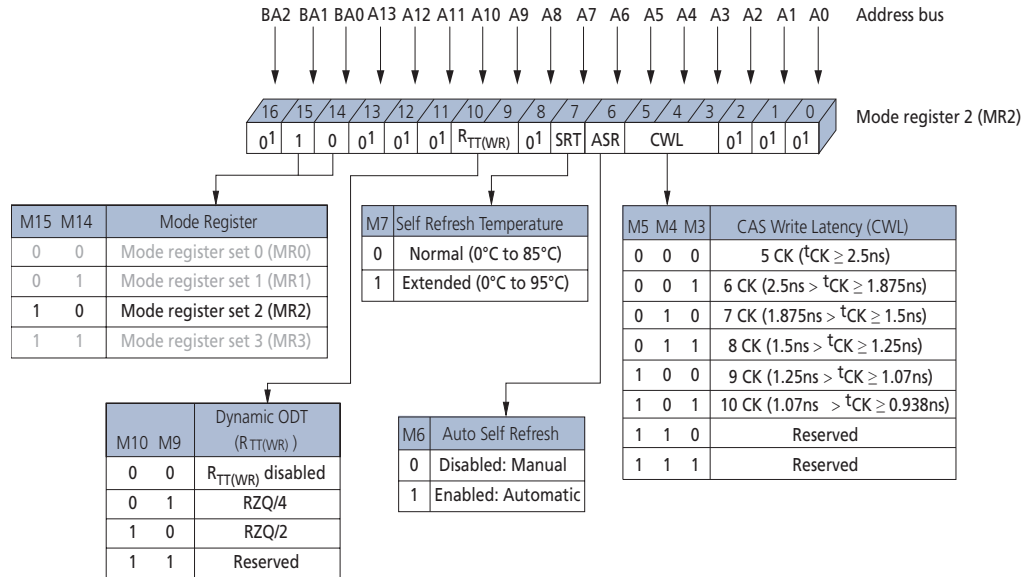 BA2 BA1 BA0 A13 A12 A11 A10 A9 A8 A7 A6 A5 A4 A3 A2 A1 A0 Address bus
16 15 14 13 12 11 10 9 8 7 6 5 4 3 2 1 0 Mode register 2 (MR2)
0¹ 1 0 0¹ 0¹ 0¹ RTT(WR) 0¹ SRT ASR CWL 0¹ 0¹ 0¹
M15 M14 Mode Register
0 0 Mode register set 0 (MR0)
0 1 Mode register set 1 (MR1)
1 0 Mode register set 2 (MR2)
1 1 Mode register set 3 (MR3)
M7 Self Refresh Temperature
0 Normal (0°C to 85°C)
1 Extended (0°C to 95°C)
M5 M4 M3 CAS Write Latency (CWL)
0 0 0 5 CK (tCK ≥ 2.5ns)
0 0 1 6 CK (2.5ns > tCK ≥ 1.875ns)
0 1 0 7 CK (1.875ns > tCK ≥ 1.5ns)
0 1 1 8 CK (1.5ns > tCK ≥ 1.25ns)
1 0 0 9 CK (1.25ns > tCK ≥ 1.07ns)
1 0 1 10 CK (1.07ns > tCK ≥ 0.938ns)
1 1 0 Reserved
1 1 1 Reserved
Dynamic ODT
M10 M9 (RTT(WR) )
0 0 RTT(WR) disabled
0 1 RZQ/4
1 0 RZQ/2
1 1 Reserved
M6 Auto Self Refresh
0 Disabled: Manual
1 Enabled: Automatic